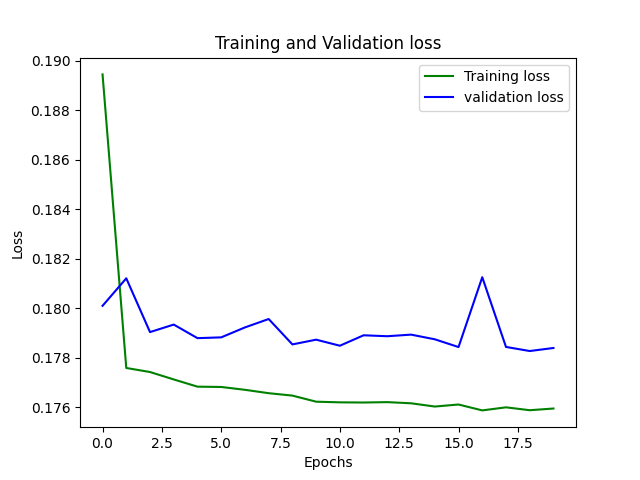 Training and Validation loss
Training loss
validation loss
0.190
0.188
0.186
0.184
0.182
0.180
0.178
0.176
Loss
0.0 2.5 5.0 7.5 10.0 12.5 15.0 17.5
Epochs